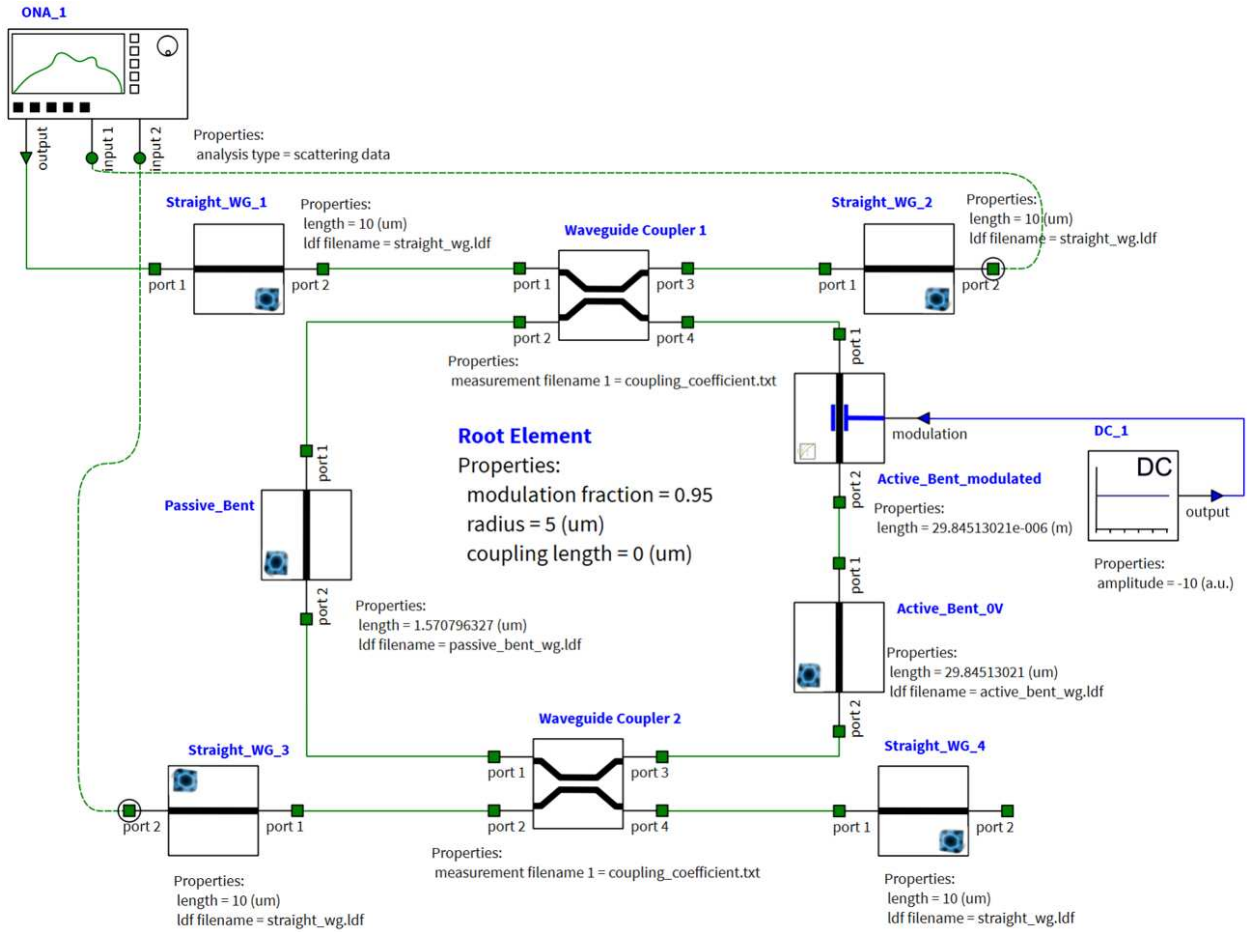 ONA_1
output
input 1
input 2
Properties:
analysis type = scattering data
Straight_WG_1
Properties:
length = 10 (um)
ldf filename = straight_wg.ldf
port 1
port 2
Waveguide Coupler 1
port 1
port 3
port 2
port 4
Properties:
measurement filename 1 = coupling_coefficient.txt
Straight_WG_2
Properties:
length = 10 (um)
ldf filename = straight_wg.ldf
port 1
port 2
port 1
modulation
port 2
Active_Bent_modulated
Properties:
length = 29.84513021e-006 (m)
DC_1
DC
output
Properties:
amplitude = -10 (a.u.)
Root Element
Properties:
modulation fraction = 0.95
radius = 5 (um)
coupling length = 0 (um)
port 1
Passive_Bent
port 2
Properties:
length = 1.570796327 (um)
ldf filename = passive_bent_wg.ldf
port 1
Active_Bent_0V
Properties:
length = 29.84513021 (um)
ldf filename = active_bent_wg.ldf
port 2
Straight_WG_3
port 2
port 1
Properties:
length = 10 (um)
ldf filename = straight_wg.ldf
Waveguide Coupler 2
port 1
port 3
port 2
port 4
Properties:
measurement filename 1 = coupling_coefficient.txt
Straight_WG_4
port 1
port 2
Properties:
length = 10 (um)
ldf filename = straight_wg.ldf